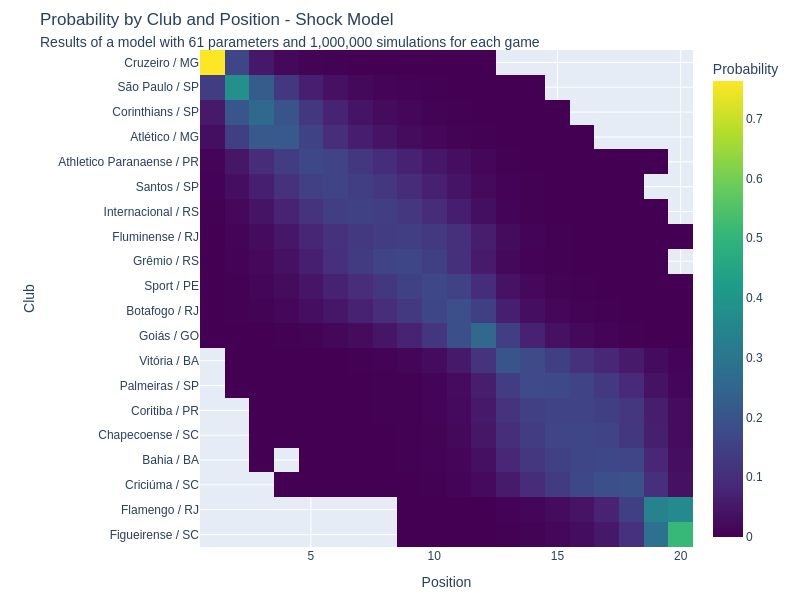 Probability by Club and Position - Shock Model
Results of a model with 61 parameters and 1,000,000 simulations for each game
Probability
Cruzeiro / MG
São Paulo / SP
Corinthians / SP
Atlético / MG
Athletico Paranaense / PR
Santos / SP
Internacional / RS
Fluminense / RJ
Grêmio / RS
Sport / PE
Botafogo / RJ
Goiás / GO
Vitória / BA
Palmeiras / SP
Coritiba / PR
Chapecoense / SC
Bahia / BA
Criciúma / SC
Flamengo / RJ
Figueirense / SC
Club
5
10
15
20
Position
0.7
0.6
0.5
0.4
0.3
0.2
0.1
0